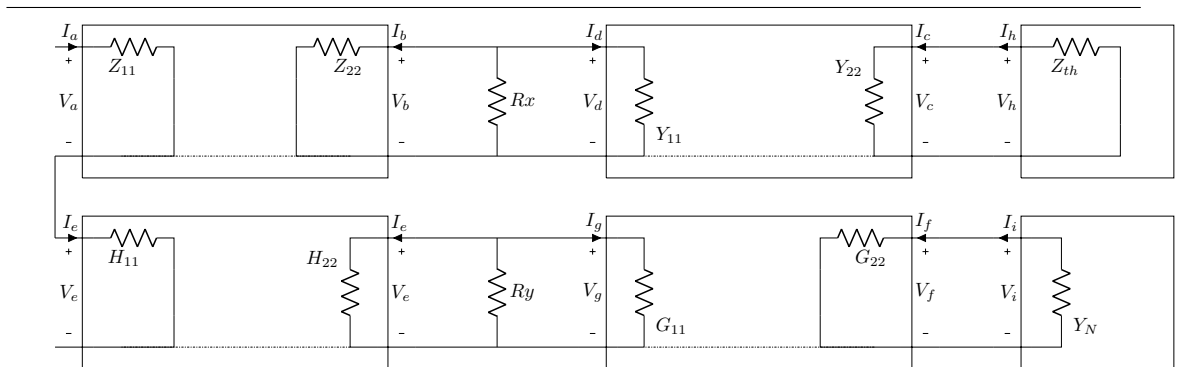 I_a I_b I_d I_c I_h
+ + + + +
Z_11 Z_22 Y_22 Z_th
V_a V_b Rx V_d V_c V_h
Y_11
- - - - -
I_e I_e I_g I_f I_i
+ + + + +
H_11 H_22 G_22
V_e V_e Ry V_g V_f V_i
G_11 Y_N
- - - - -